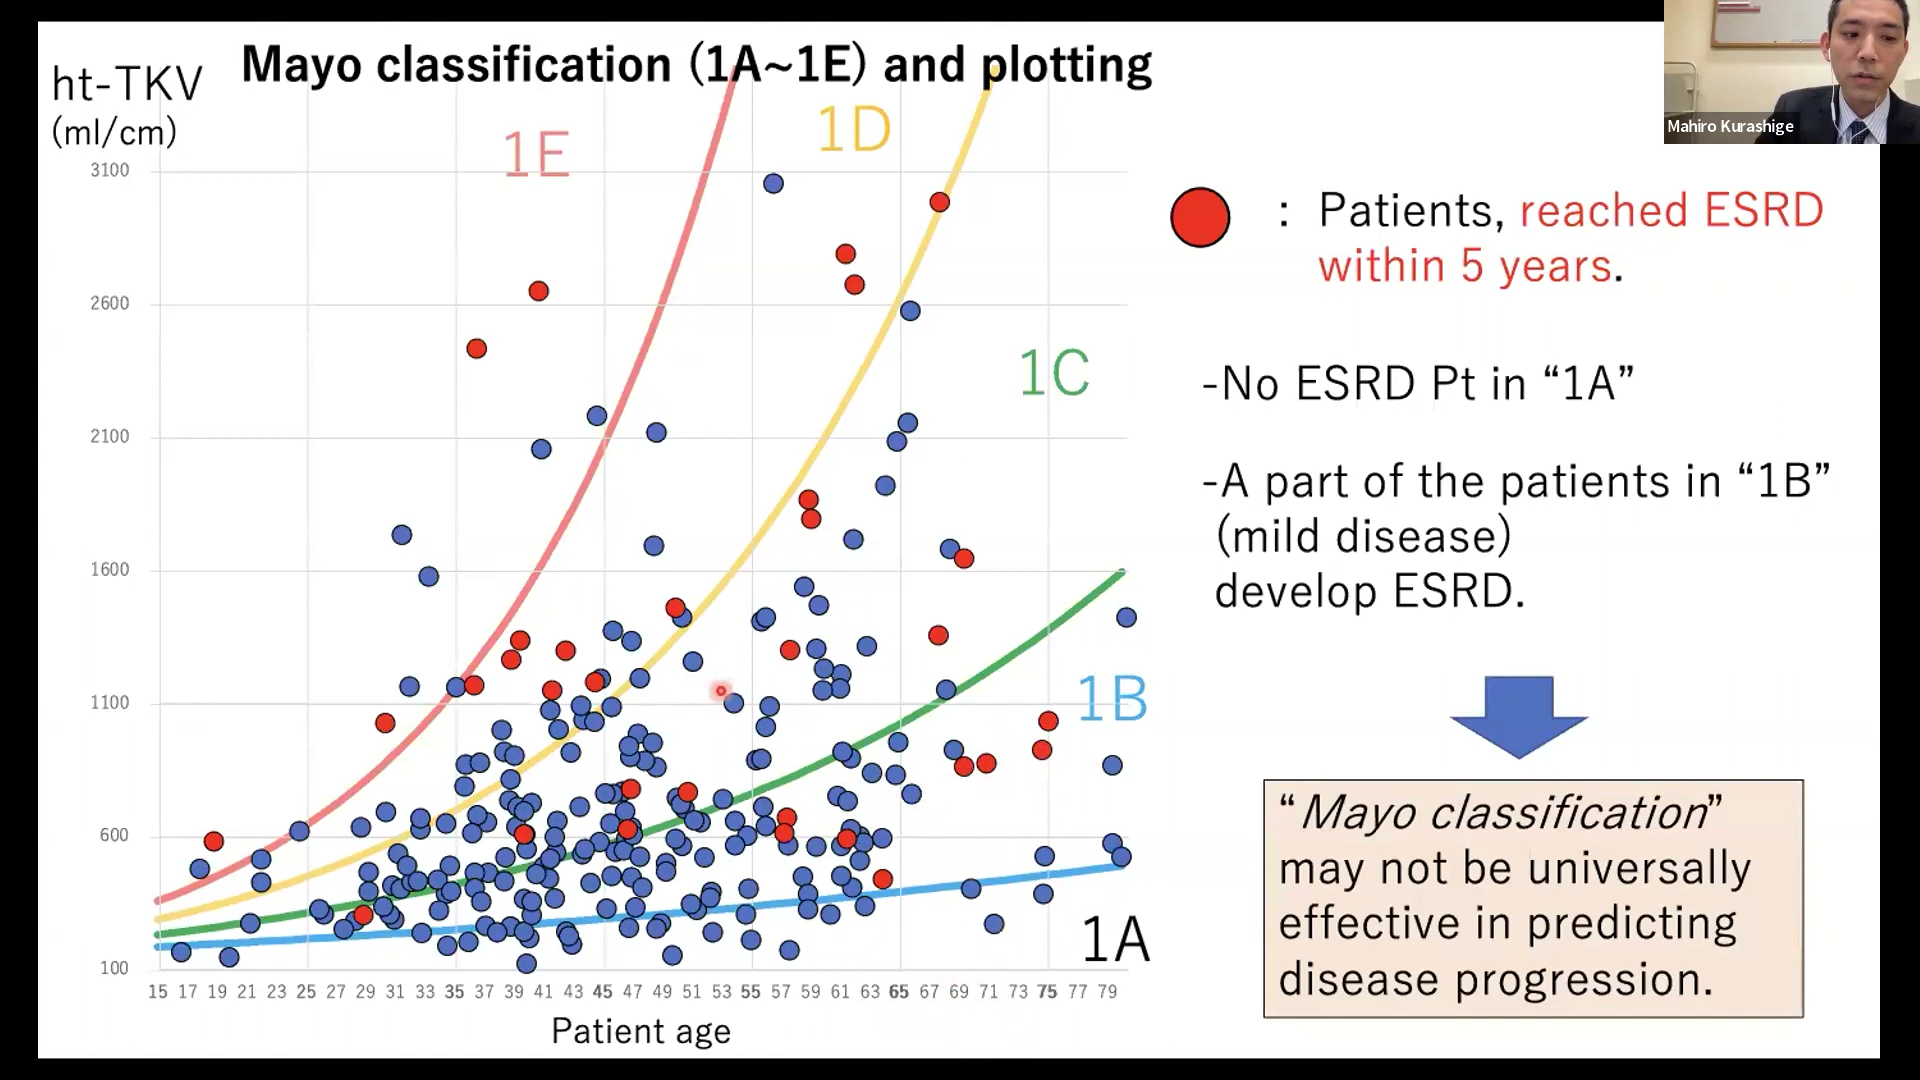 Mayo classification (1A~1E) and plotting
ht-TKV
(ml/cm)
1E
1D
1C
1B
1A
3100
2600
2100
1600
1100
600
100
15 17 19 21 23 25 27 29 31 33 35 37 39 41 43 45 47 49 51 53 55 57 59 61 63 65 67 69 71 73 75 77 79
Patient age
: Patients, reached ESRD
within 5 years.
-No ESRD Pt in “1A”
-A part of the patients in “1B”
(mild disease)
develop ESRD.
“Mayo classification”
may not be universally
effective in predicting
disease progression.
Mahiro Kurashige